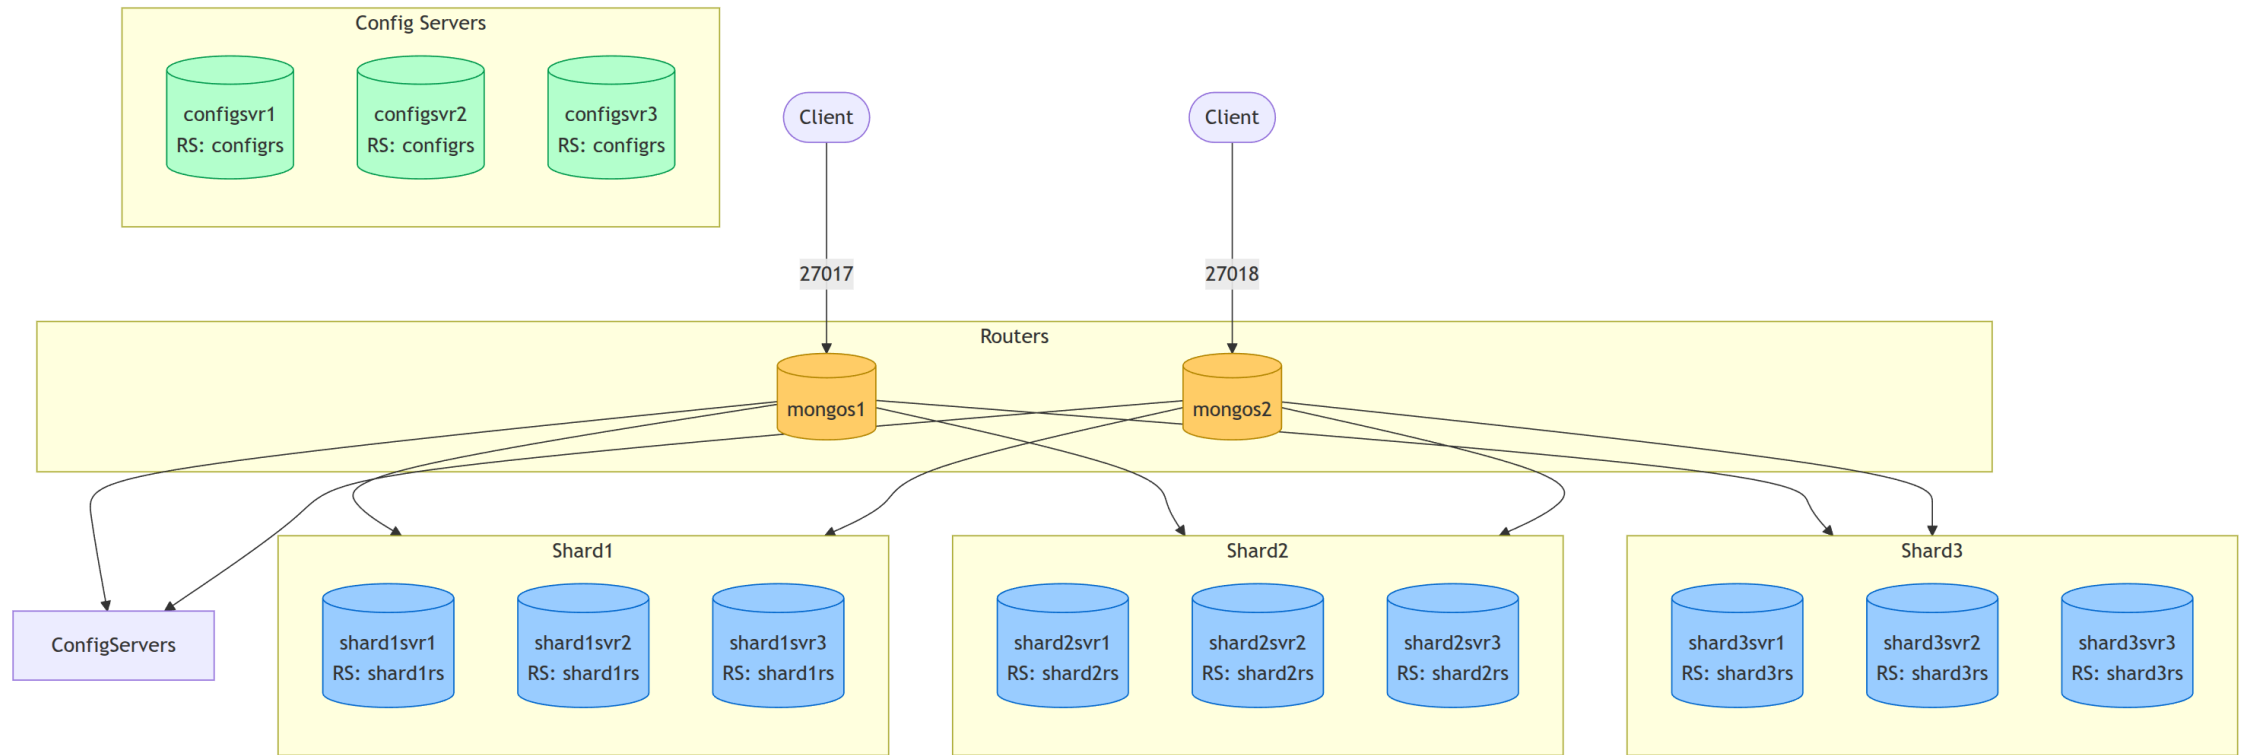 Config Servers
configsvr1
RS: configrs
configsvr2
RS: configrs
configsvr3
RS: configrs
Client
Client
27017
27018
Routers
mongos1
mongos2
ConfigServers
Shard1
shard1svr1
RS: shard1rs
shard1svr2
RS: shard1rs
shard1svr3
RS: shard1rs
Shard2
shard2svr1
RS: shard2rs
shard2svr2
RS: shard2rs
shard2svr3
RS: shard2rs
Shard3
shard3svr1
RS: shard3rs
shard3svr2
RS: shard3rs
shard3svr3
RS: shard3rs